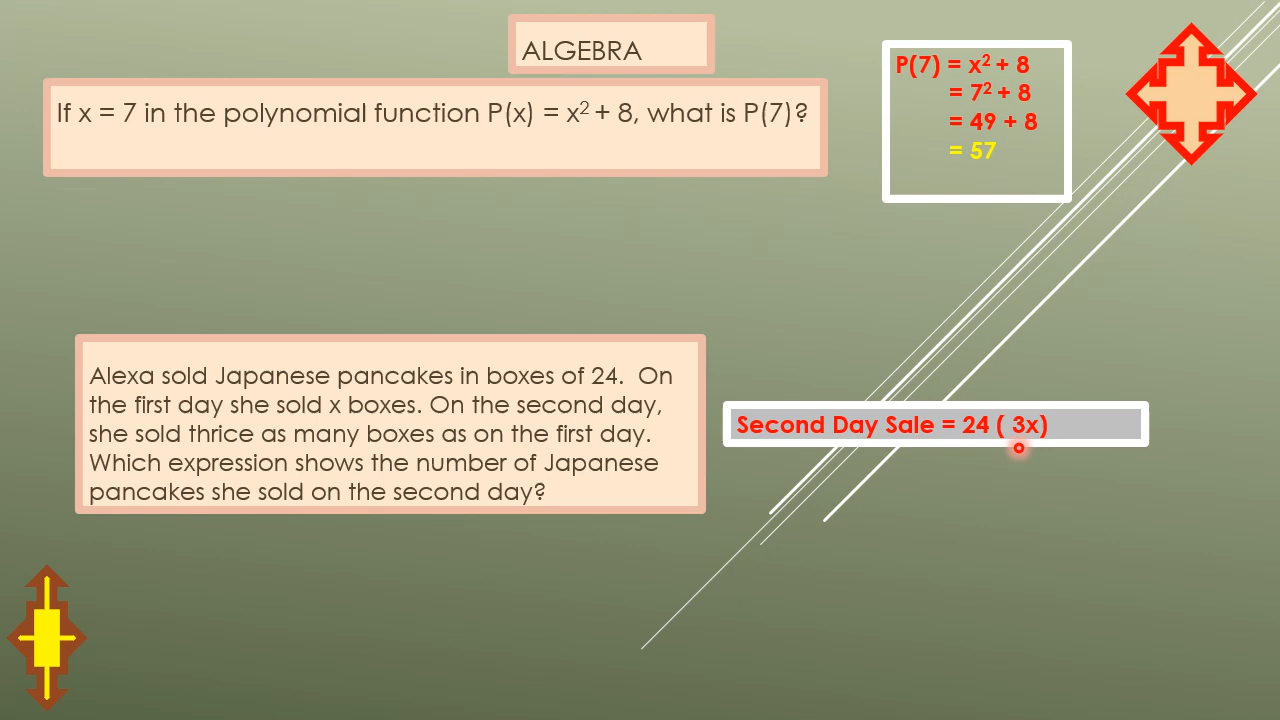 ALGEBRA
If x = 7 in the polynomial function P(x) = x² + 8, what is P(7)?
P(7) = x² + 8
= 7² + 8
= 49 + 8
= 57
Alexa sold Japanese pancakes in boxes of 24.  On
the first day she sold x boxes. On the second day,
she sold thrice as many boxes as on the first day.
Which expression shows the number of Japanese
pancakes she sold on the second day?
Second Day Sale = 24 ( 3x)